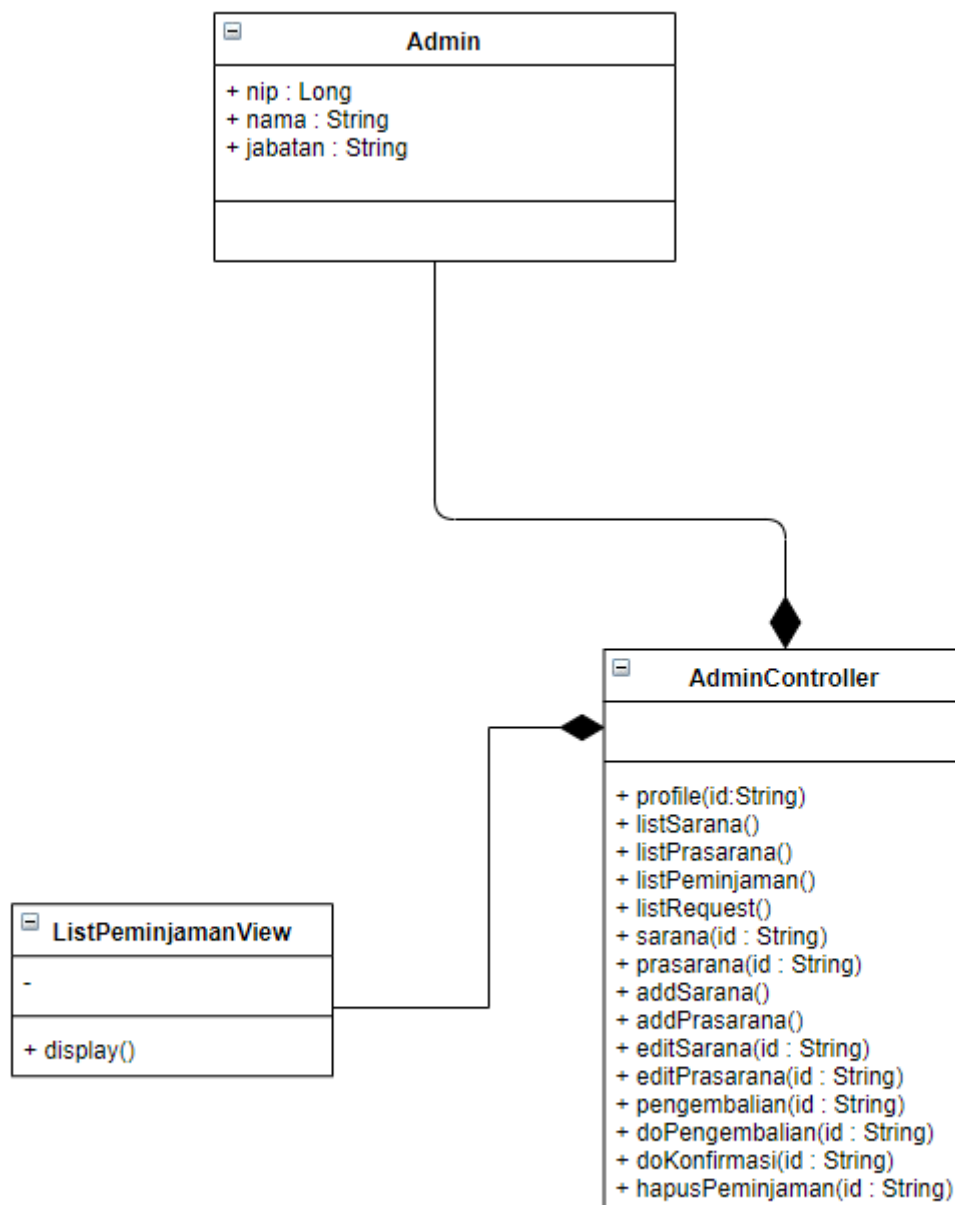 Admin
+ nip : Long
+ nama : String
+ jabatan : String
AdminController
+ profile(id:String)
+ listSarana()
+ listPrasarana()
+ listPeminjaman()
+ listRequest()
+ sarana(id : String)
+ prasarana(id : String)
+ addSarana()
+ addPrasarana()
+ editSarana(id : String)
+ editPrasarana(id : String)
+ pengembalian(id : String)
+ doPengembalian(id : String)
+ doKonfirmasi(id : String)
+ hapusPeminjaman(id : String)
ListPeminjamanView
-
+ display()